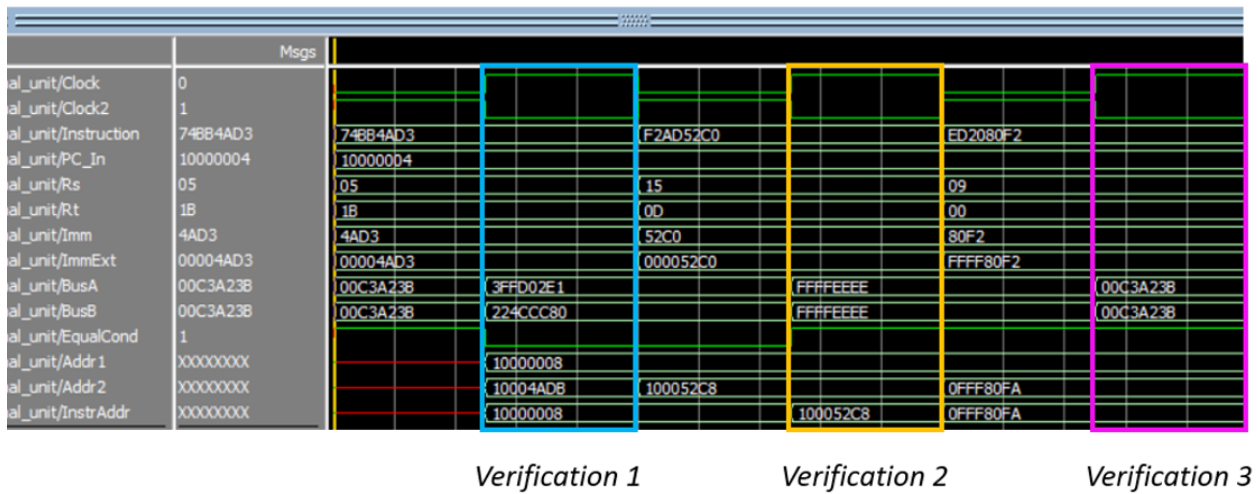 Msgs
al_unit/Clock 0
al_unit/Clock2 1
al_unit/Instruction 74BB4AD3 74BB4AD3 F2AD52C0 ED2080F2
al_unit/PC_In 10000004 10000004
al_unit/Rs 05 05 15 09
al_unit/Rt 1B 1B 0D 00
al_unit/Imm 4AD3 4AD3 52C0 80F2
al_unit/ImmExt 00004AD3 00004AD3 000052C0 FFFF80F2
al_unit/BusA 00C3A23B 00C3A23B 3FFD02E1 FFFFEEEE 00C3A23B
al_unit/BusB 00C3A23B 00C3A23B 224CCC80 FFFFEEEE 00C3A23B
al_unit/EqualCond 1
al_unit/Addr1 XXXXXXXX 10000008
al_unit/Addr2 XXXXXXXX 10004ADB 100052C8 0FFF80FA
al_unit/InstrAddr XXXXXXXX 10000008 100052C8 0FFF80FA
Verification 1 Verification 2 Verification 3